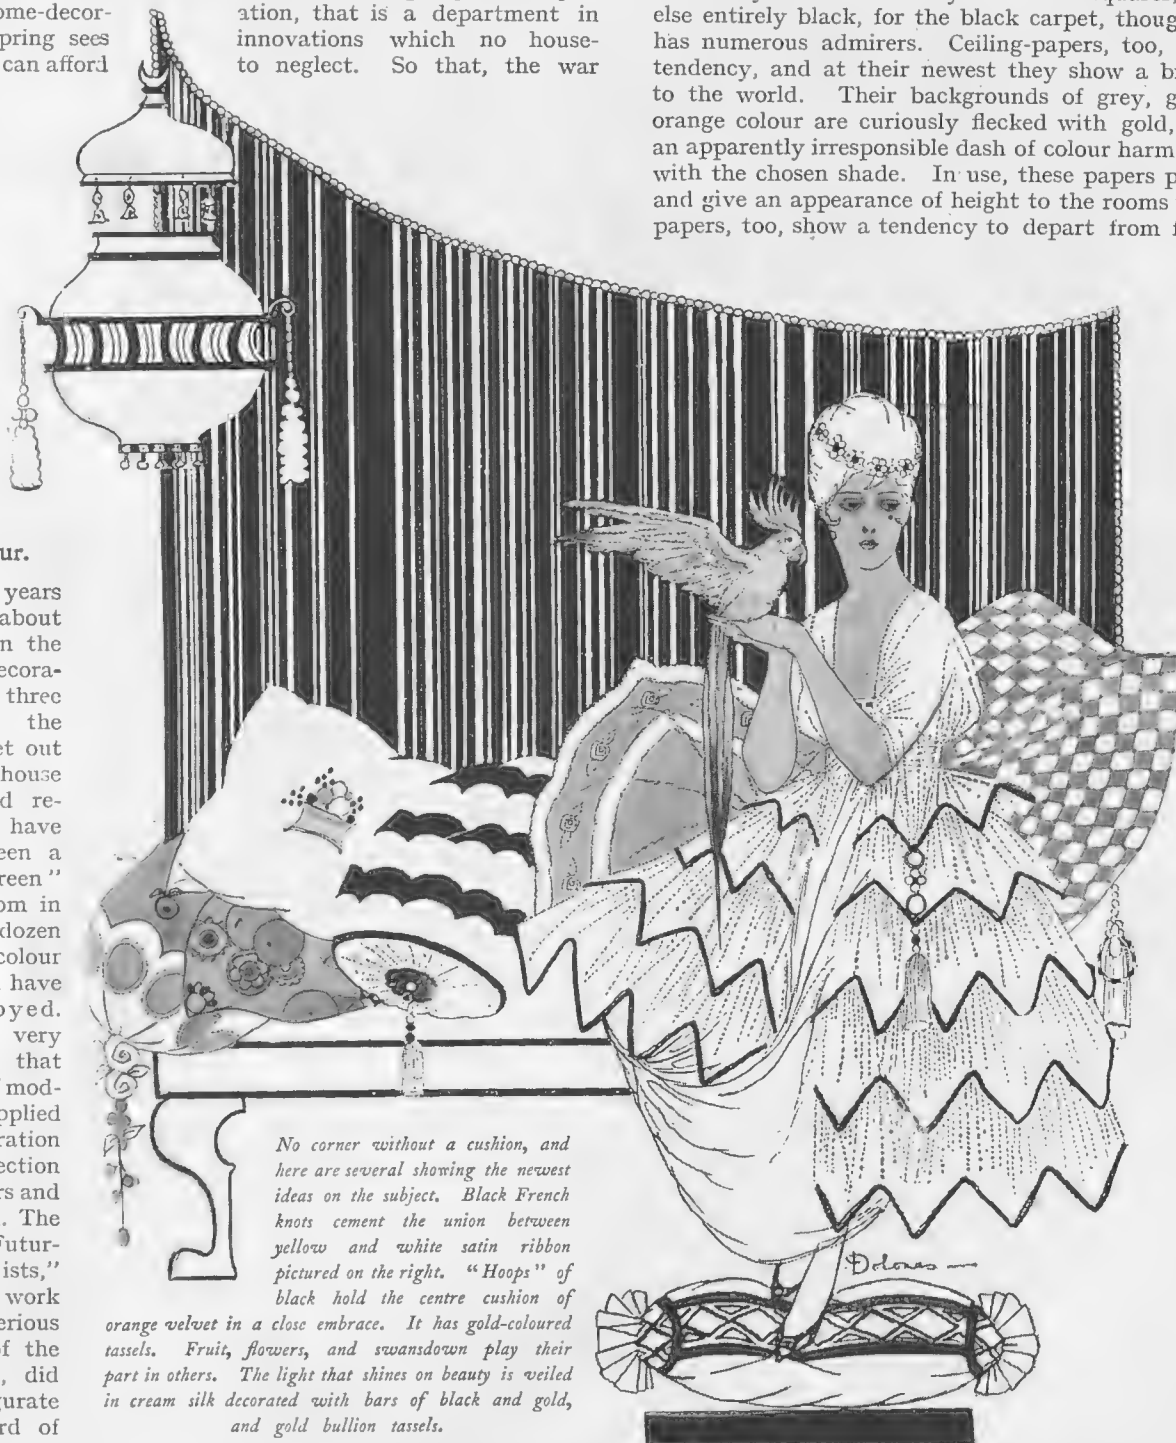 ome-decor-
pring sees
can afford
ation, that is a department in
innovations which no house-
to neglect. So that, the war
else entirely black, for the black carpet, thoug
has numerous admirers. Ceiling-papers, too,
tendency, and at their newest they show a b
to the world. Their backgrounds of grey, g
orange colour are curiously flecked with gold,
an apparently irresponsible dash of colour harm
with the chosen shade. In use, these papers p
and give an appearance of height to the rooms
papers, too, show a tendency to depart from f
ur.
years
about
n the
ecora-
three
the
et out
house
d re-
have
een a
reen"
om in
dozen
colour
have
oyed.
very
that
mod-
pplied
ration
ection
rs and
. The
Futur-
ists,"
work
erious
f the
, did
gurate
rd of
No corner without a cushion, and
here are several showing the newest
ideas on the subject. Black French
knots cement the union between
yellow and white satin ribbon
pictured on the right. "Hoops" of
black hold the centre cushion of
orange velvet in a close embrace. It has gold-coloured
tassels. Fruit, flowers, and swansdown play their
part in others. The light that shines on beauty is veiled
in cream silk decorated with bars of black and gold,
and gold bullion tassels.
Dolores